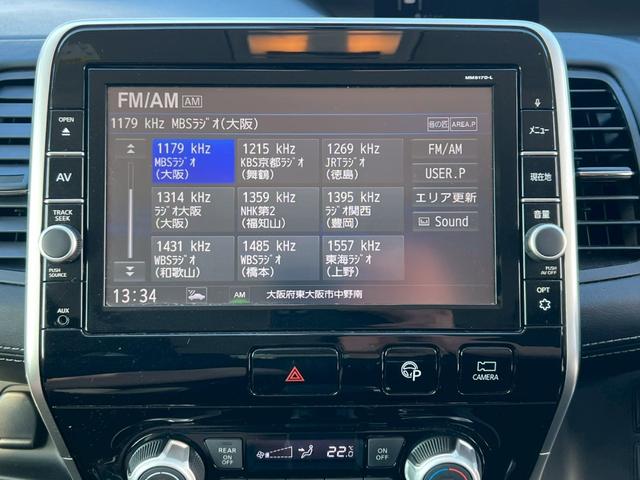 MM517D-L
FM/AM AM
1179 kHz MBSﾗｼﾞｵ(大阪) 音の匠 AREA.P
1179 kHz
MBSﾗｼﾞｵ
(大阪)
1215 kHz
KBS京都ﾗｼﾞｵ
(舞鶴)
1269 kHz
JRTﾗｼﾞｵ
(徳島)
1314 kHz
ﾗｼﾞｵ大阪
(大阪)
1359 kHz
NHK第2
(福知山)
1395 kHz
ﾗｼﾞｵ関西
(豊岡)
1431 kHz
WBSﾗｼﾞｵ
(和歌山)
1485 kHz
WBSﾗｼﾞｵ
(橋本)
1557 kHz
東海ﾗｼﾞｵ
(上野)
FM/AM
USER.P
エリア更新
Sound
13:34
AM
大阪府東大阪市中野南
OPEN
AV
TRACK
SEEK
PUSH
SOURCE
AUX
メニュー
現在地
音量
PUSH
AV OFF
OPT
P
CAMERA
REAR
ON
OFF
22.0℃
ON
OFF